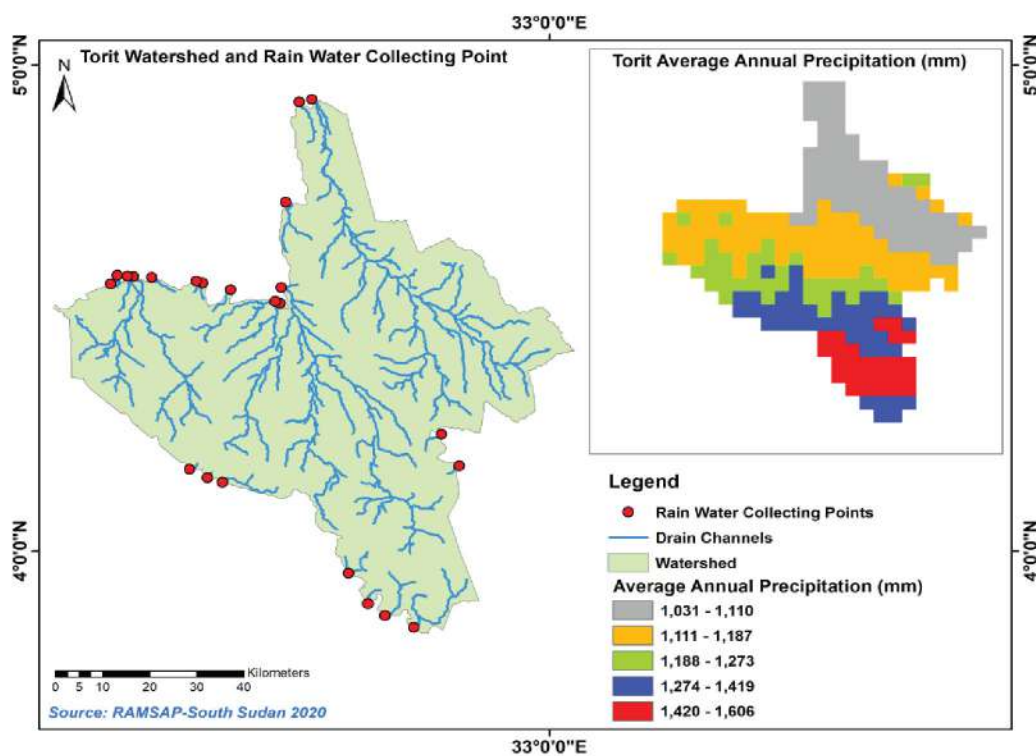 33°0'0"E
5°0'0"N
5°0'0"N
Torit Watershed and Rain Water Collecting Point
Torit Average Annual Precipitation (mm)
N
Legend
Rain Water Collecting Points
Drain Channels
Watershed
4°0'0"N
4°0'0"N
Average Annual Precipitation (mm)
1,031 - 1,110
1,111 - 1,187
1,188 - 1,273
1,274 - 1,419
1,420 - 1,606
Kilometers
0 5 10 20 30 40
Source: RAMSAP-South Sudan 2020
33°0'0"E